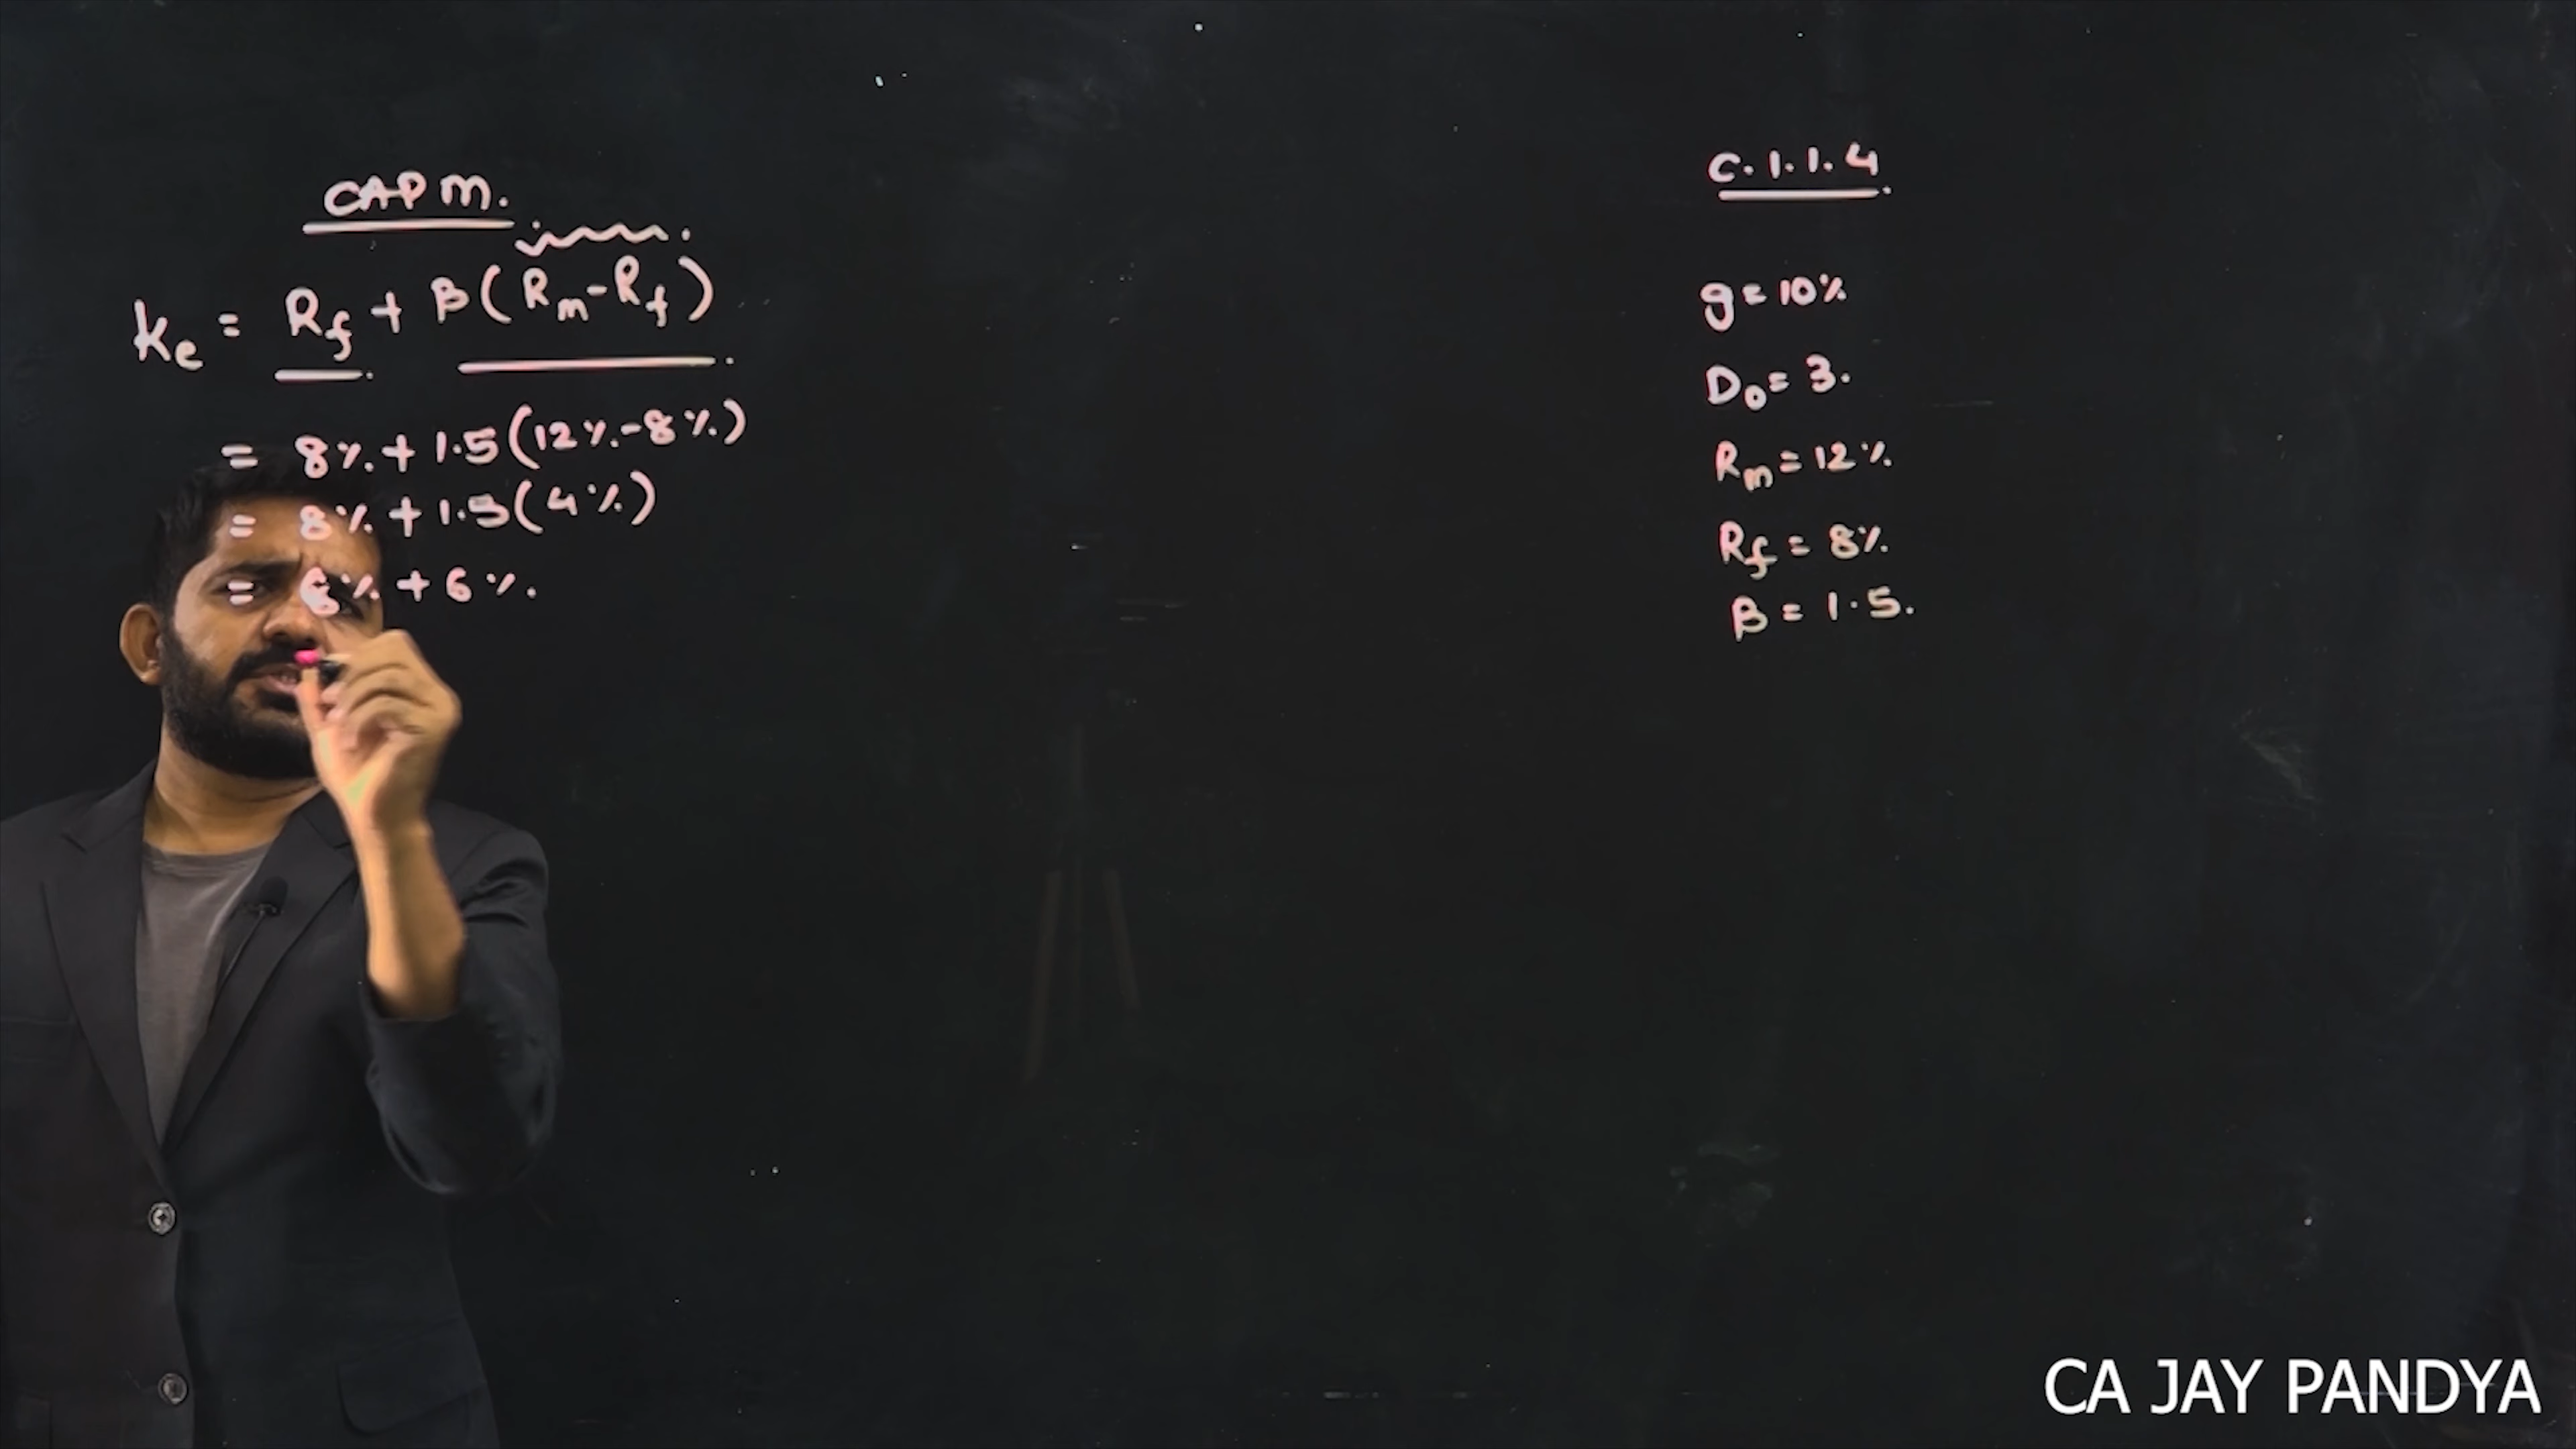 CAPM.
Ke = Rf + β(Rm-Rf)
= 8% + 1.5(12%-8%)
= 8% + 1.5(4%)
= 8% + 6%.
C.1.1.4
g = 10%
D0 = 3.
Rm = 12%.
Rf = 8%.
β = 1.5.
CA JAY PANDYA